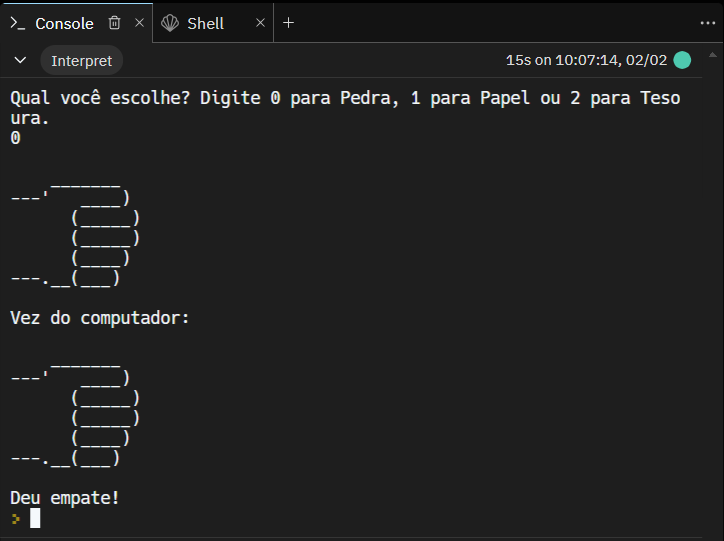 Console
Shell
Interpret
15s on 10:07:14, 02/02
Qual você escolhe? Digite 0 para Pedra, 1 para Papel ou 2 para Teso
ura.
0
    _______
---'   ____)
      (_____)
      (_____)
      (____)
---.__(___)
Vez do computador:
    _______
---'   ____)
      (_____)
      (_____)
      (____)
---.__(___)
Deu empate!
>